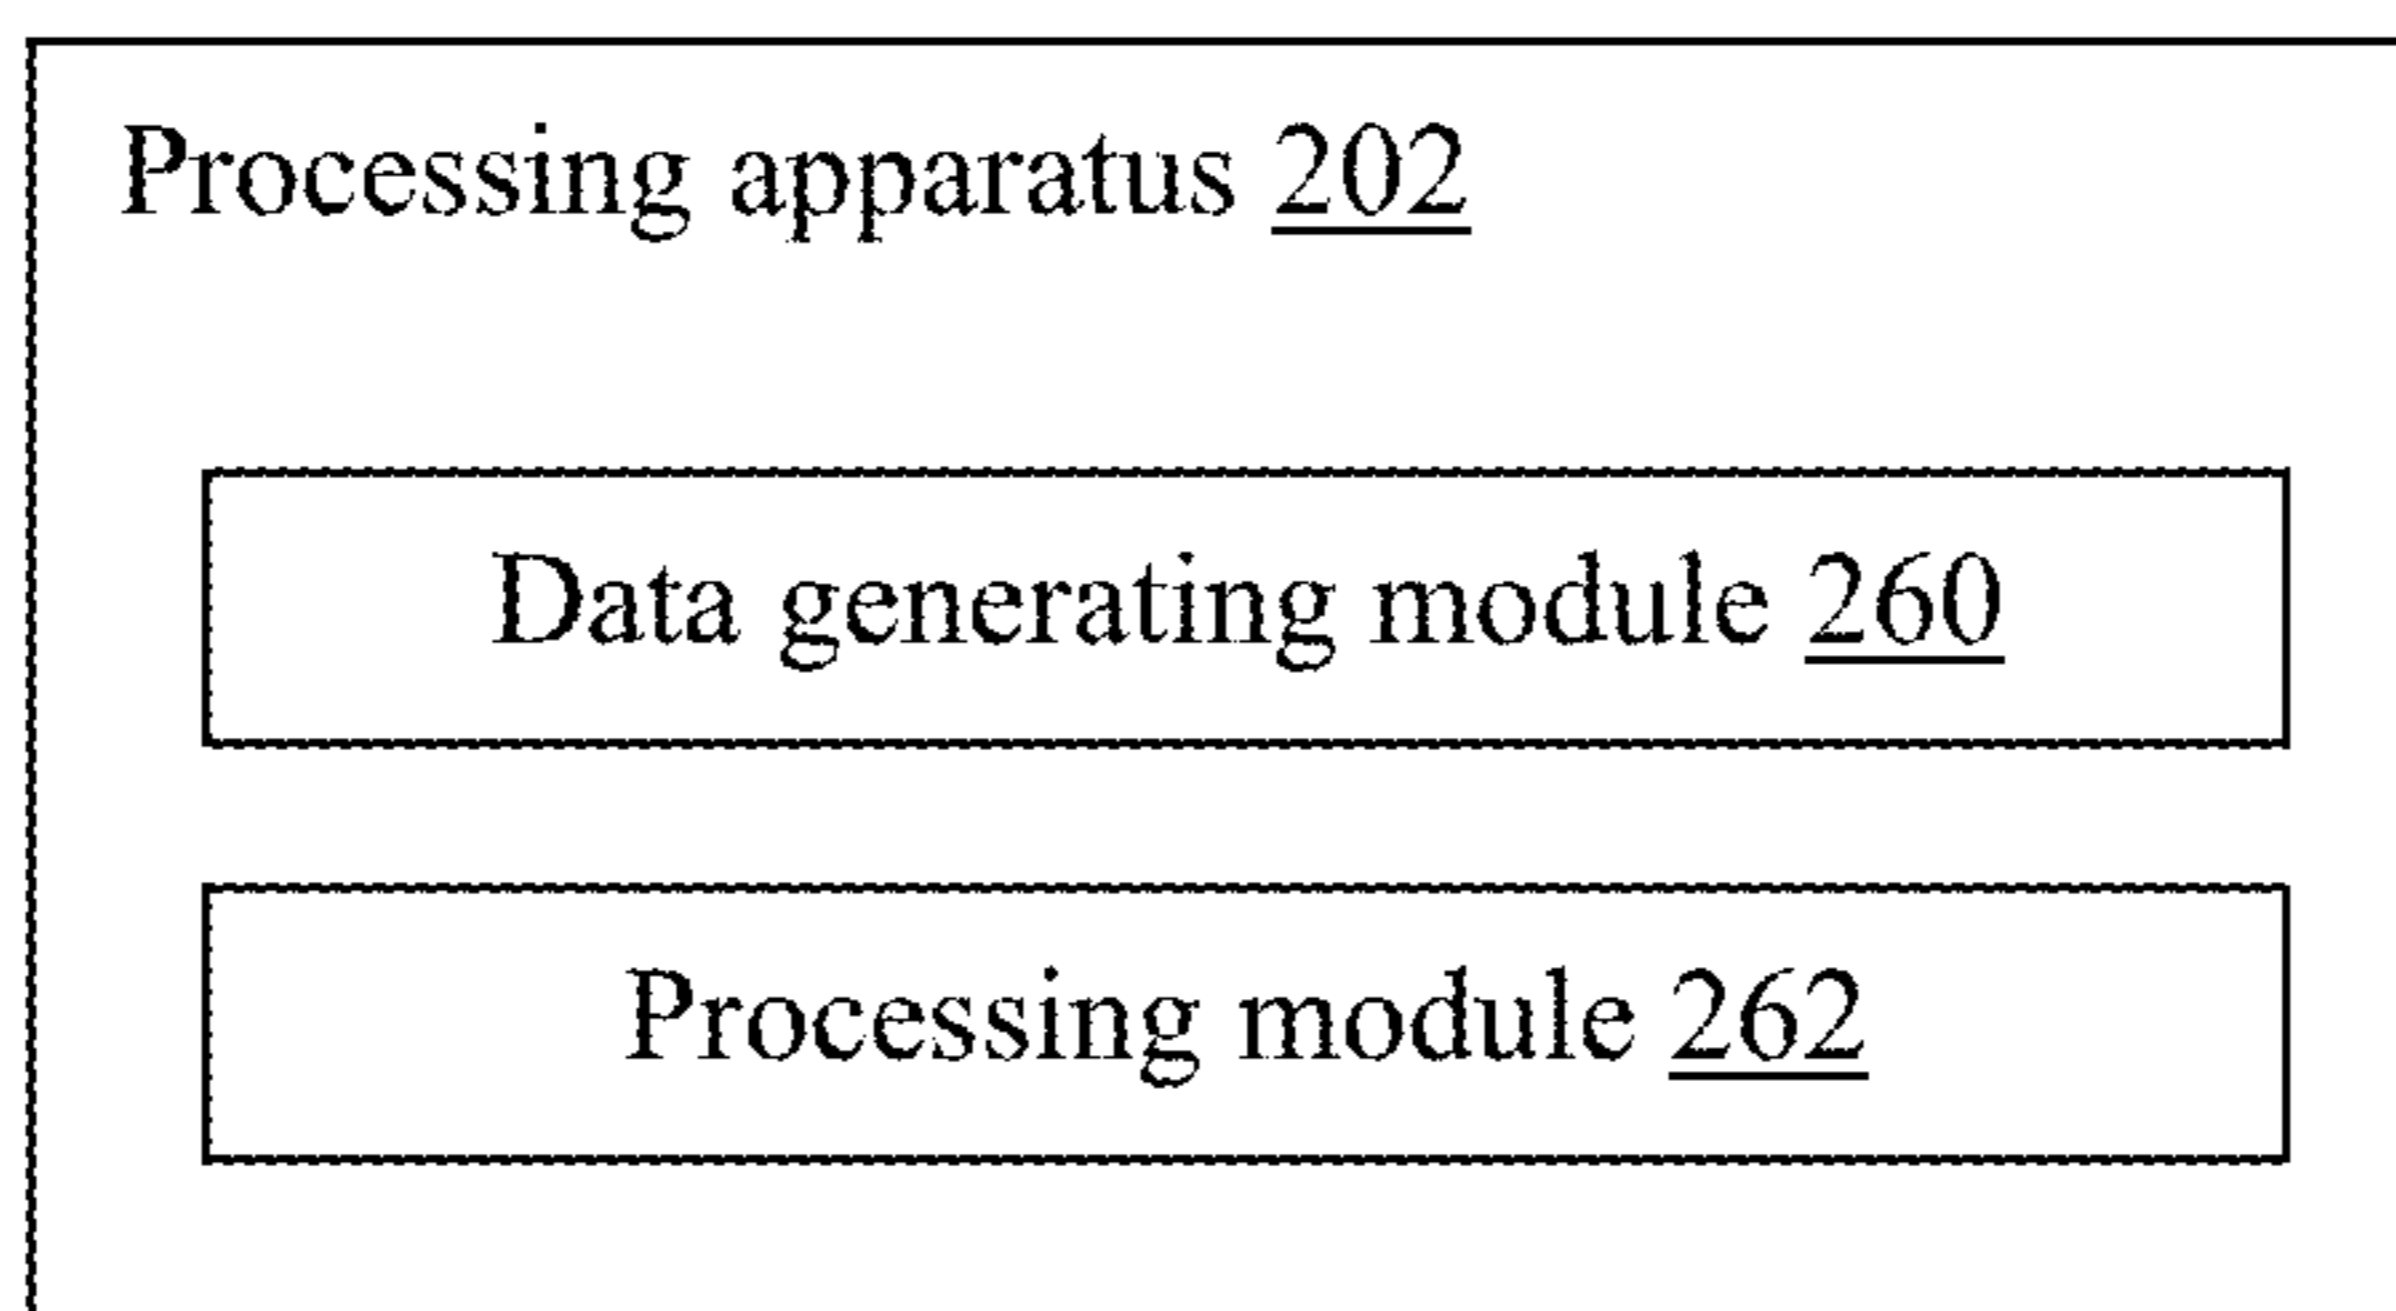 Processing apparatus 202
Data generating module 260
Processing module 262